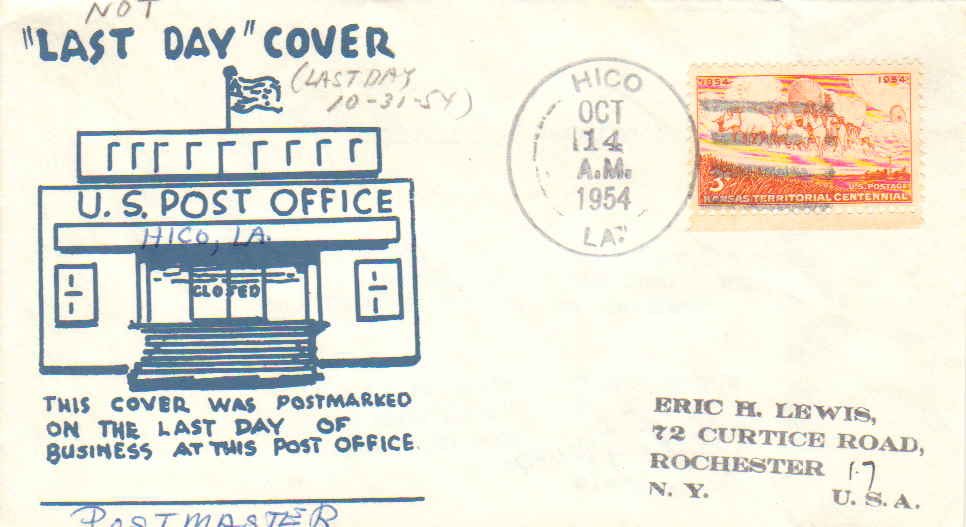 NOT
"LAST DAY" COVER
(LAST DAY
10-31-54)
U.S. POST OFFICE
HICO, LA.
CLOSED
THIS COVER WAS POSTMARKED
ON THE LAST DAY OF
BUSINESS AT THIS POST OFFICE.
POSTMASTER
HICO
OCT
14
A.M.
1954
LA.
1954 1954
3¢
U.S. POSTAGE
KANSAS TERRITORIAL CENTENNIAL
ERIC H. LEWIS,
72 CURTICE ROAD,
ROCHESTER 17
N. Y. U. S. A.